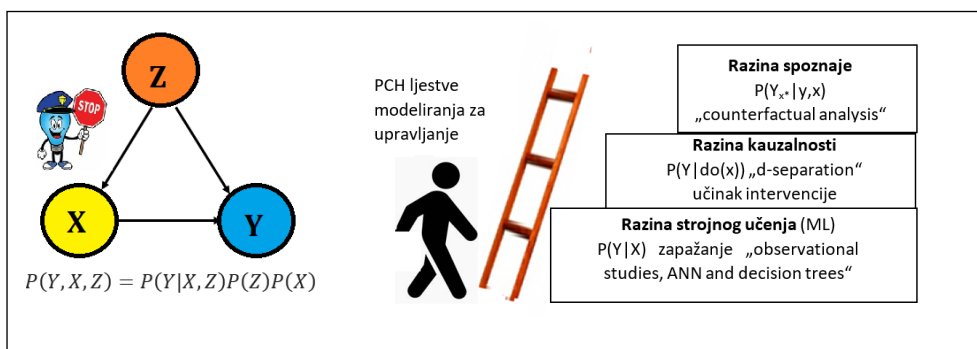 Z
STOP
X
Y
P(Y,X,Z) = P(Y|X,Z)P(Z)P(X)
PCH ljestve
modeliranja za
upravljanje
Razina spoznaje
P(Yₓ*|y,x)
„counterfactual analysis“
Razina kauzalnosti
P(Y|do(x)) „d-separation“
učinak intervencije
Razina strojnog učenja (ML)
P(Y|X) zapažanje „observational
studies, ANN and decision trees“